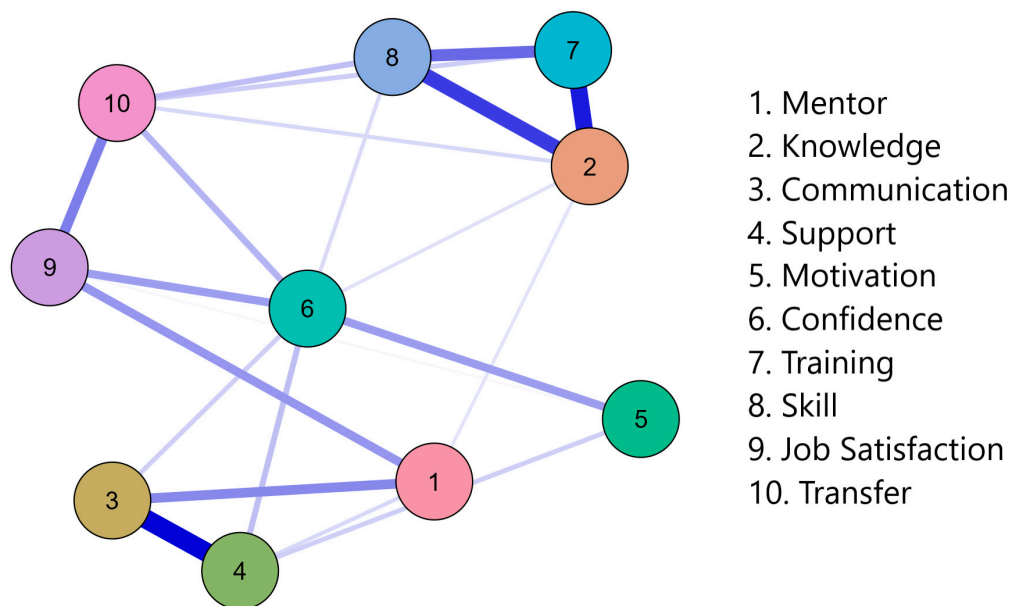 7
8
10
2
9
6
5
1
3
4
1. Mentor
2. Knowledge
3. Communication
4. Support
5. Motivation
6. Confidence
7. Training
8. Skill
9. Job Satisfaction
10. Transfer